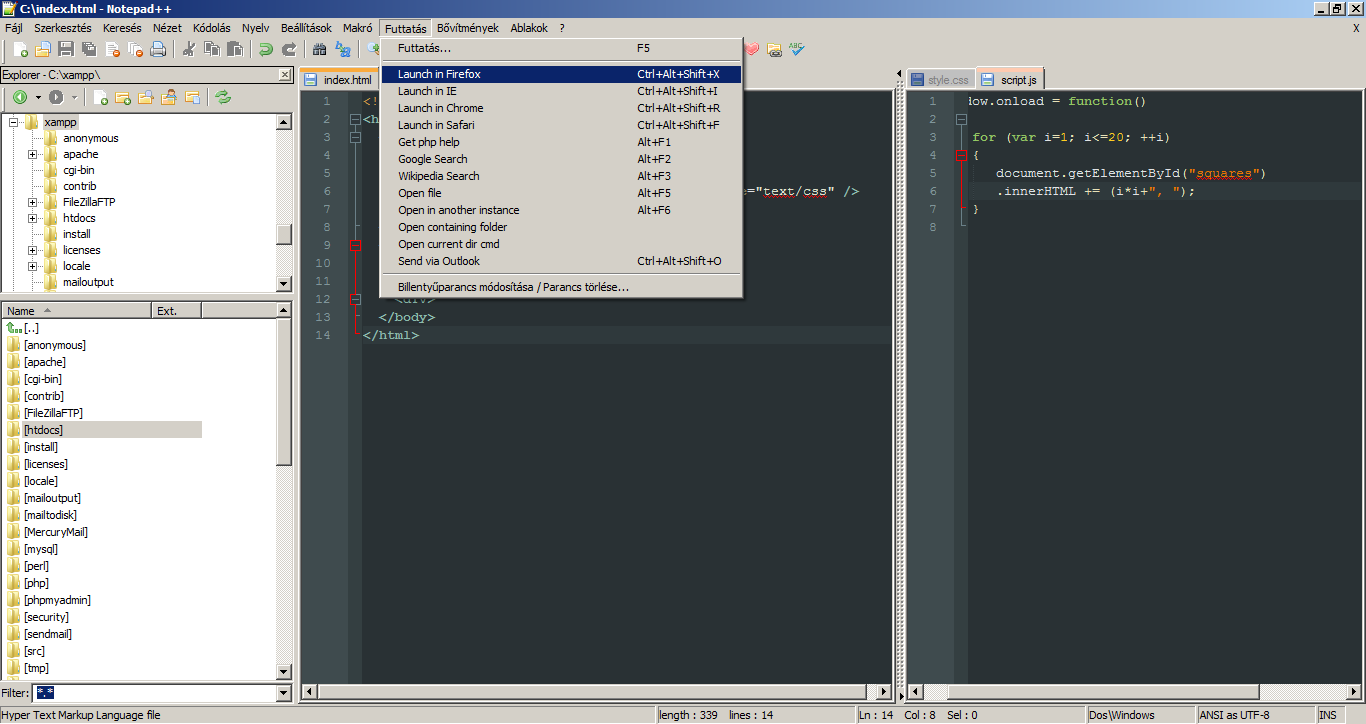 C:\index.html - Notepad++
Fájl Szerkesztés Keresés Nézet Kódolás Nyelv Beállítások Makró Futtatás Bővítmények Ablakok ? X
Explorer - C:\xampp\
xampp
anonymous
apache
cgi-bin
contrib
FileZillaFTP
htdocs
install
licenses
locale
mailoutput
Name Ext.
[..]
[anonymous]
[apache]
[cgi-bin]
[contrib]
[FileZillaFTP]
[htdocs]
[install]
[licenses]
[locale]
[mailoutput]
[mailtodisk]
[MercuryMail]
[mysql]
[perl]
[php]
[phpmyadmin]
[security]
[sendmail]
[src]
[tmp]
Filter: *.*
index.html
Futtatás... F5
Launch in Firefox Ctrl+Alt+Shift+X
Launch in IE Ctrl+Alt+Shift+I
Launch in Chrome Ctrl+Alt+Shift+R
Launch in Safari Ctrl+Alt+Shift+F
Get php help Alt+F1
Google Search Alt+F2
Wikipedia Search Alt+F3
Open file Alt+F5
Open in another instance Alt+F6
Open containing folder
Open current dir cmd
Send via Outlook Ctrl+Alt+Shift+O
Billentyűparancs módosítása / Parancs törlése...
1 <!
2 <h
3
4
5
6 e="text/css" />
7
8
9
10
11
12 <div>
13 </body>
14 </html>
ABC
style.css script.js
1 dow.onload = function()
2
3 for (var i=1; i<=20; ++i)
4 {
5 document.getElementById("squares")
6 .innerHTML += (i*i+", ");
7 }
8
Hyper Text Markup Language file length : 339 lines : 14 Ln : 14 Col : 8 Sel : 0 Dos\Windows ANSI as UTF-8 INS